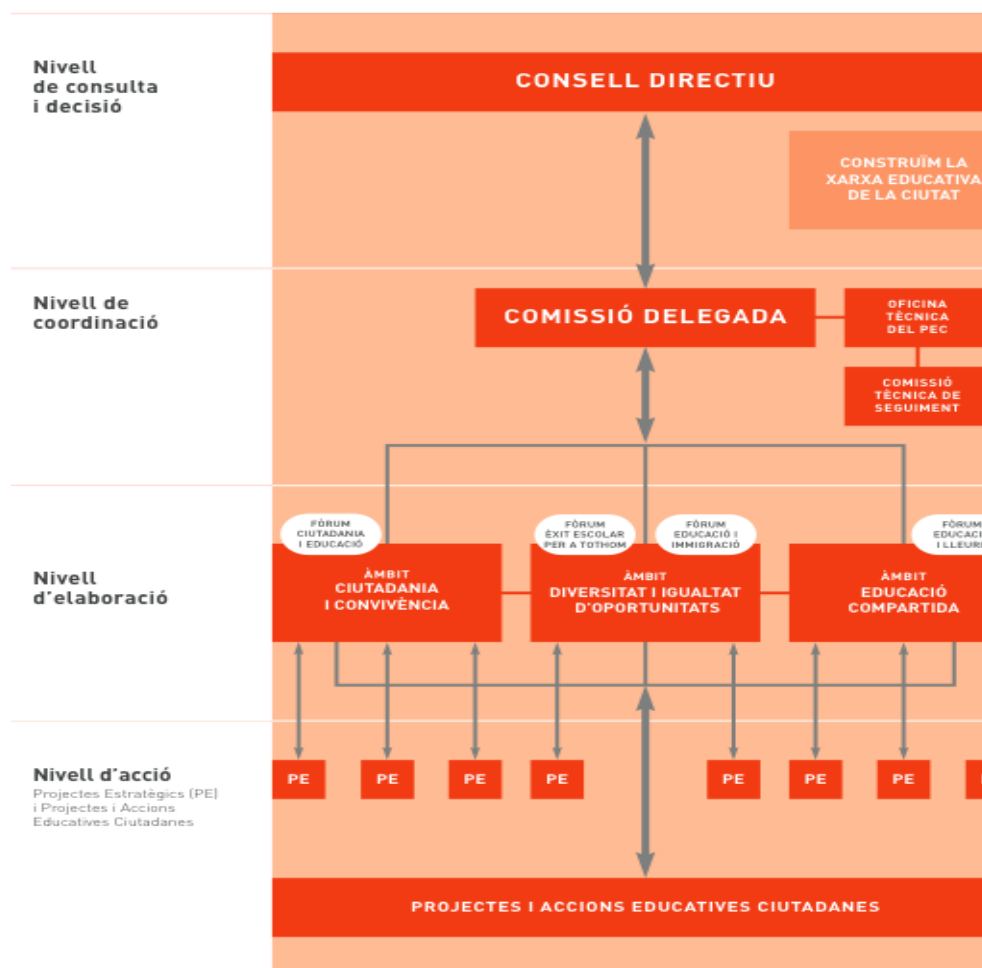 Nivell
de consulta
i decisió
CONSELL DIRECTIU
CONSTRUÏM LA
XARXA EDUCATIVA
DE LA CIUTAT
Nivell de
coordinació
COMISSIÓ DELEGADA
OFICINA
TÈCNICA
DEL PEC
COMISSIÓ
TÈCNICA DE
SEGUIMENT
Nivell
d'elaboració
FÒRUM
CIUTADANIA
I EDUCACIÓ
ÀMBIT
CIUTADANIA
I CONVIVÈNCIA
FÒRUM
ÈXIT ESCOLAR
PER A TOTHOM
FÒRUM
EDUCACIÓ I
IMMIGRACIÓ
ÀMBIT
DIVERSITAT I IGUALTAT
D'OPORTUNITATS
FÒRUM
I
ÀMBIT
EDUCACIÓ
COMPARTIDA
Nivell d'acció
Projectes Estratègics (PE)
i Projectes i Accions
Educatives Ciutadanes
PE
PE
PE
PE
PE
PE
PE
PROJECTES I ACCIONS EDUCATIVES CIUTADANES